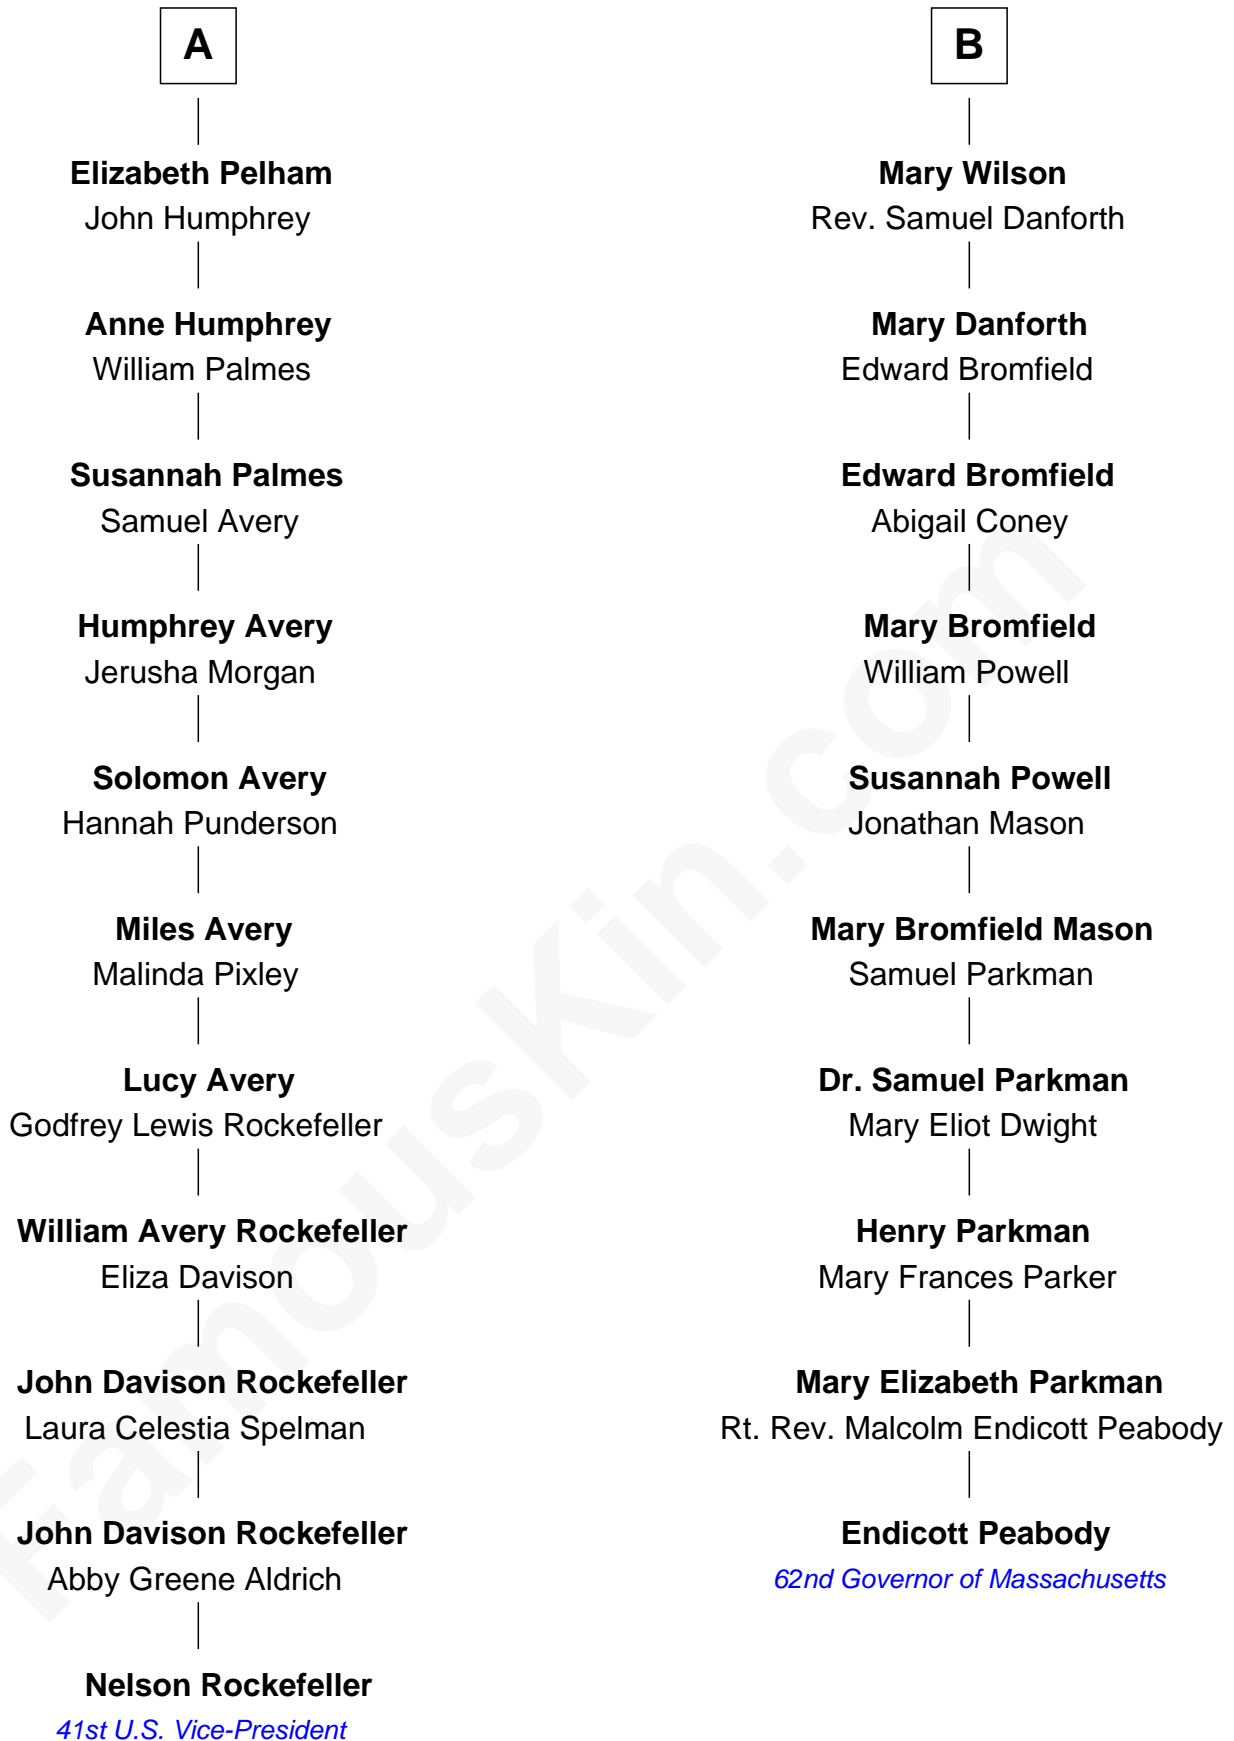 A
Elizabeth Pelham
John Humphrey
Anne Humphrey
William Palmes
Susannah Palmes
Samuel Avery
Humphrey Avery
Jerusha Morgan
Solomon Avery
Hannah Punderson
Miles Avery
Malinda Pixley
Lucy Avery
Godfrey Lewis Rockefeller
William Avery Rockefeller
Eliza Davison
John Davison Rockefeller
Laura Celestia Spelman
John Davison Rockefeller
Abby Greene Aldrich
Nelson Rockefeller
41st U.S. Vice-President
B
Mary Wilson
Rev. Samuel Danforth
Mary Danforth
Edward Bromfield
Edward Bromfield
Abigail Coney
Mary Bromfield
William Powell
Susannah Powell
Jonathan Mason
Mary Bromfield Mason
Samuel Parkman
Dr. Samuel Parkman
Mary Eliot Dwight
Henry Parkman
Mary Frances Parker
Mary Elizabeth Parkman
Rt. Rev. Malcolm Endicott Peabody
Endicott Peabody
62nd Governor of Massachusetts
FamousKin.com